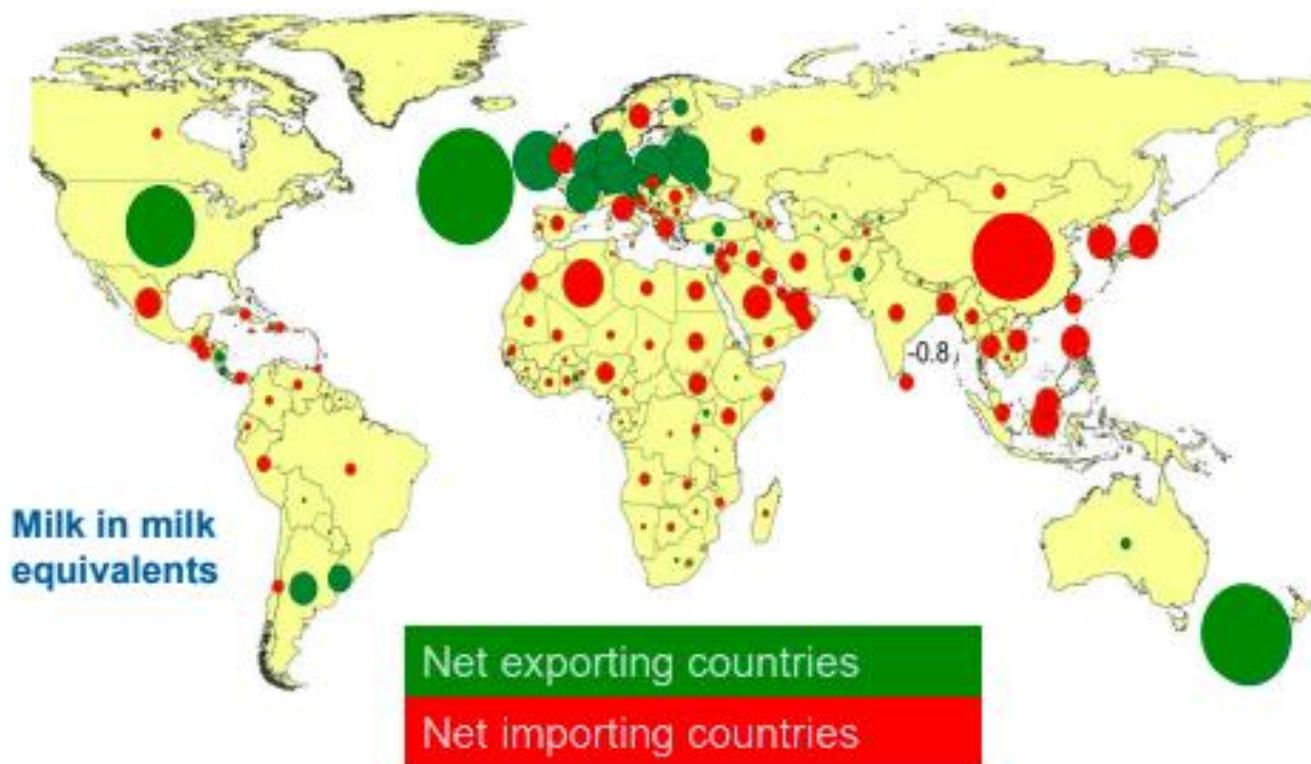 -0.8
Milk in milk
equivalents
Net exporting countries
Net importing countries